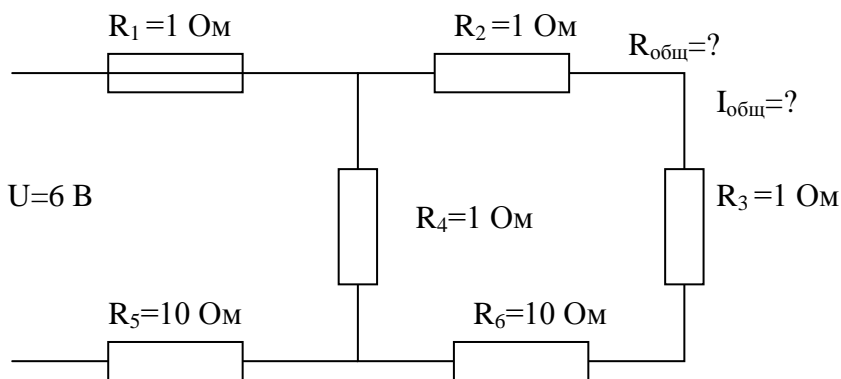 R₁ =1 Ом
R₂ =1 Ом
Rобщ=?
Iобщ=?
U=6 В
R₄=1 Ом
R₃ =1 Ом
R₅=10 Ом
R₆=10 Ом